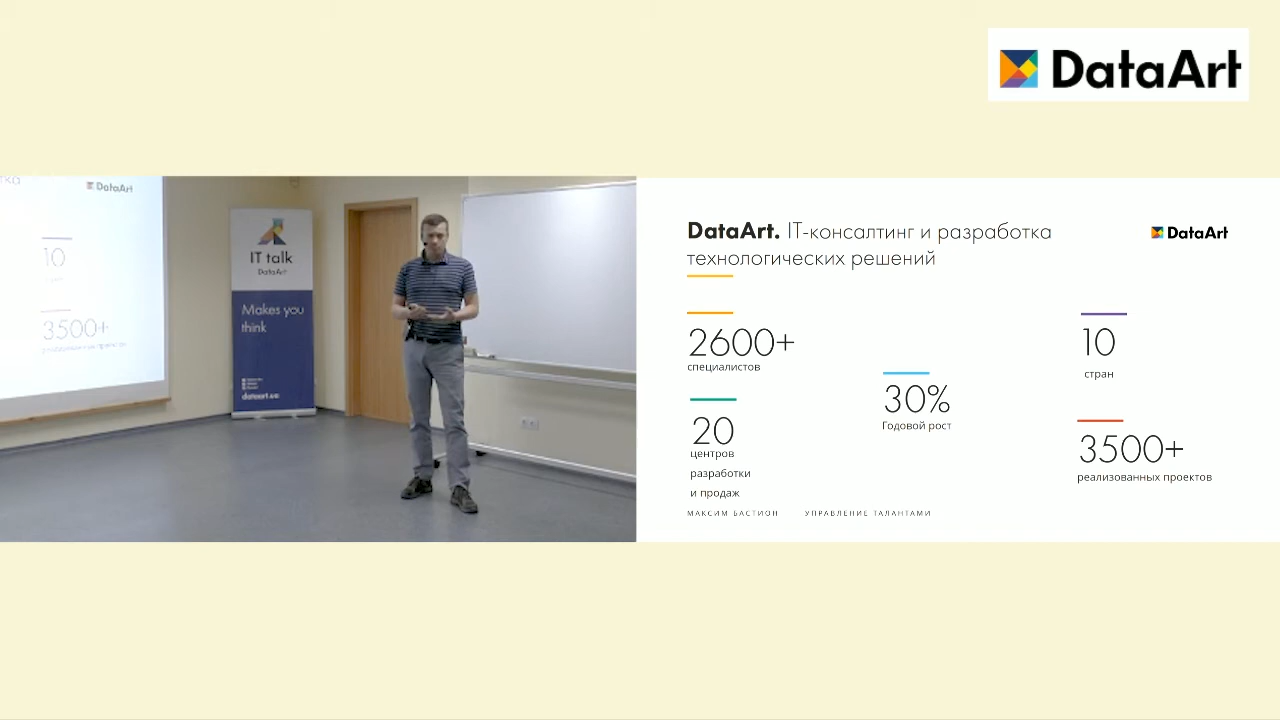 DataArt
DataArt
10
3500+
IT talk
DataArt
Makes you
think
dataart.ua
DataArt. IT-консалтинг и разработка
технологических решений
DataArt
2600+
специалистов
20
центров
разработки
и продаж
30%
Годовой рост
10
стран
3500+
реализованных проектов
МАКСИМ БАСТИОН УПРАВЛЕНИЕ ТАЛАНТАМИ